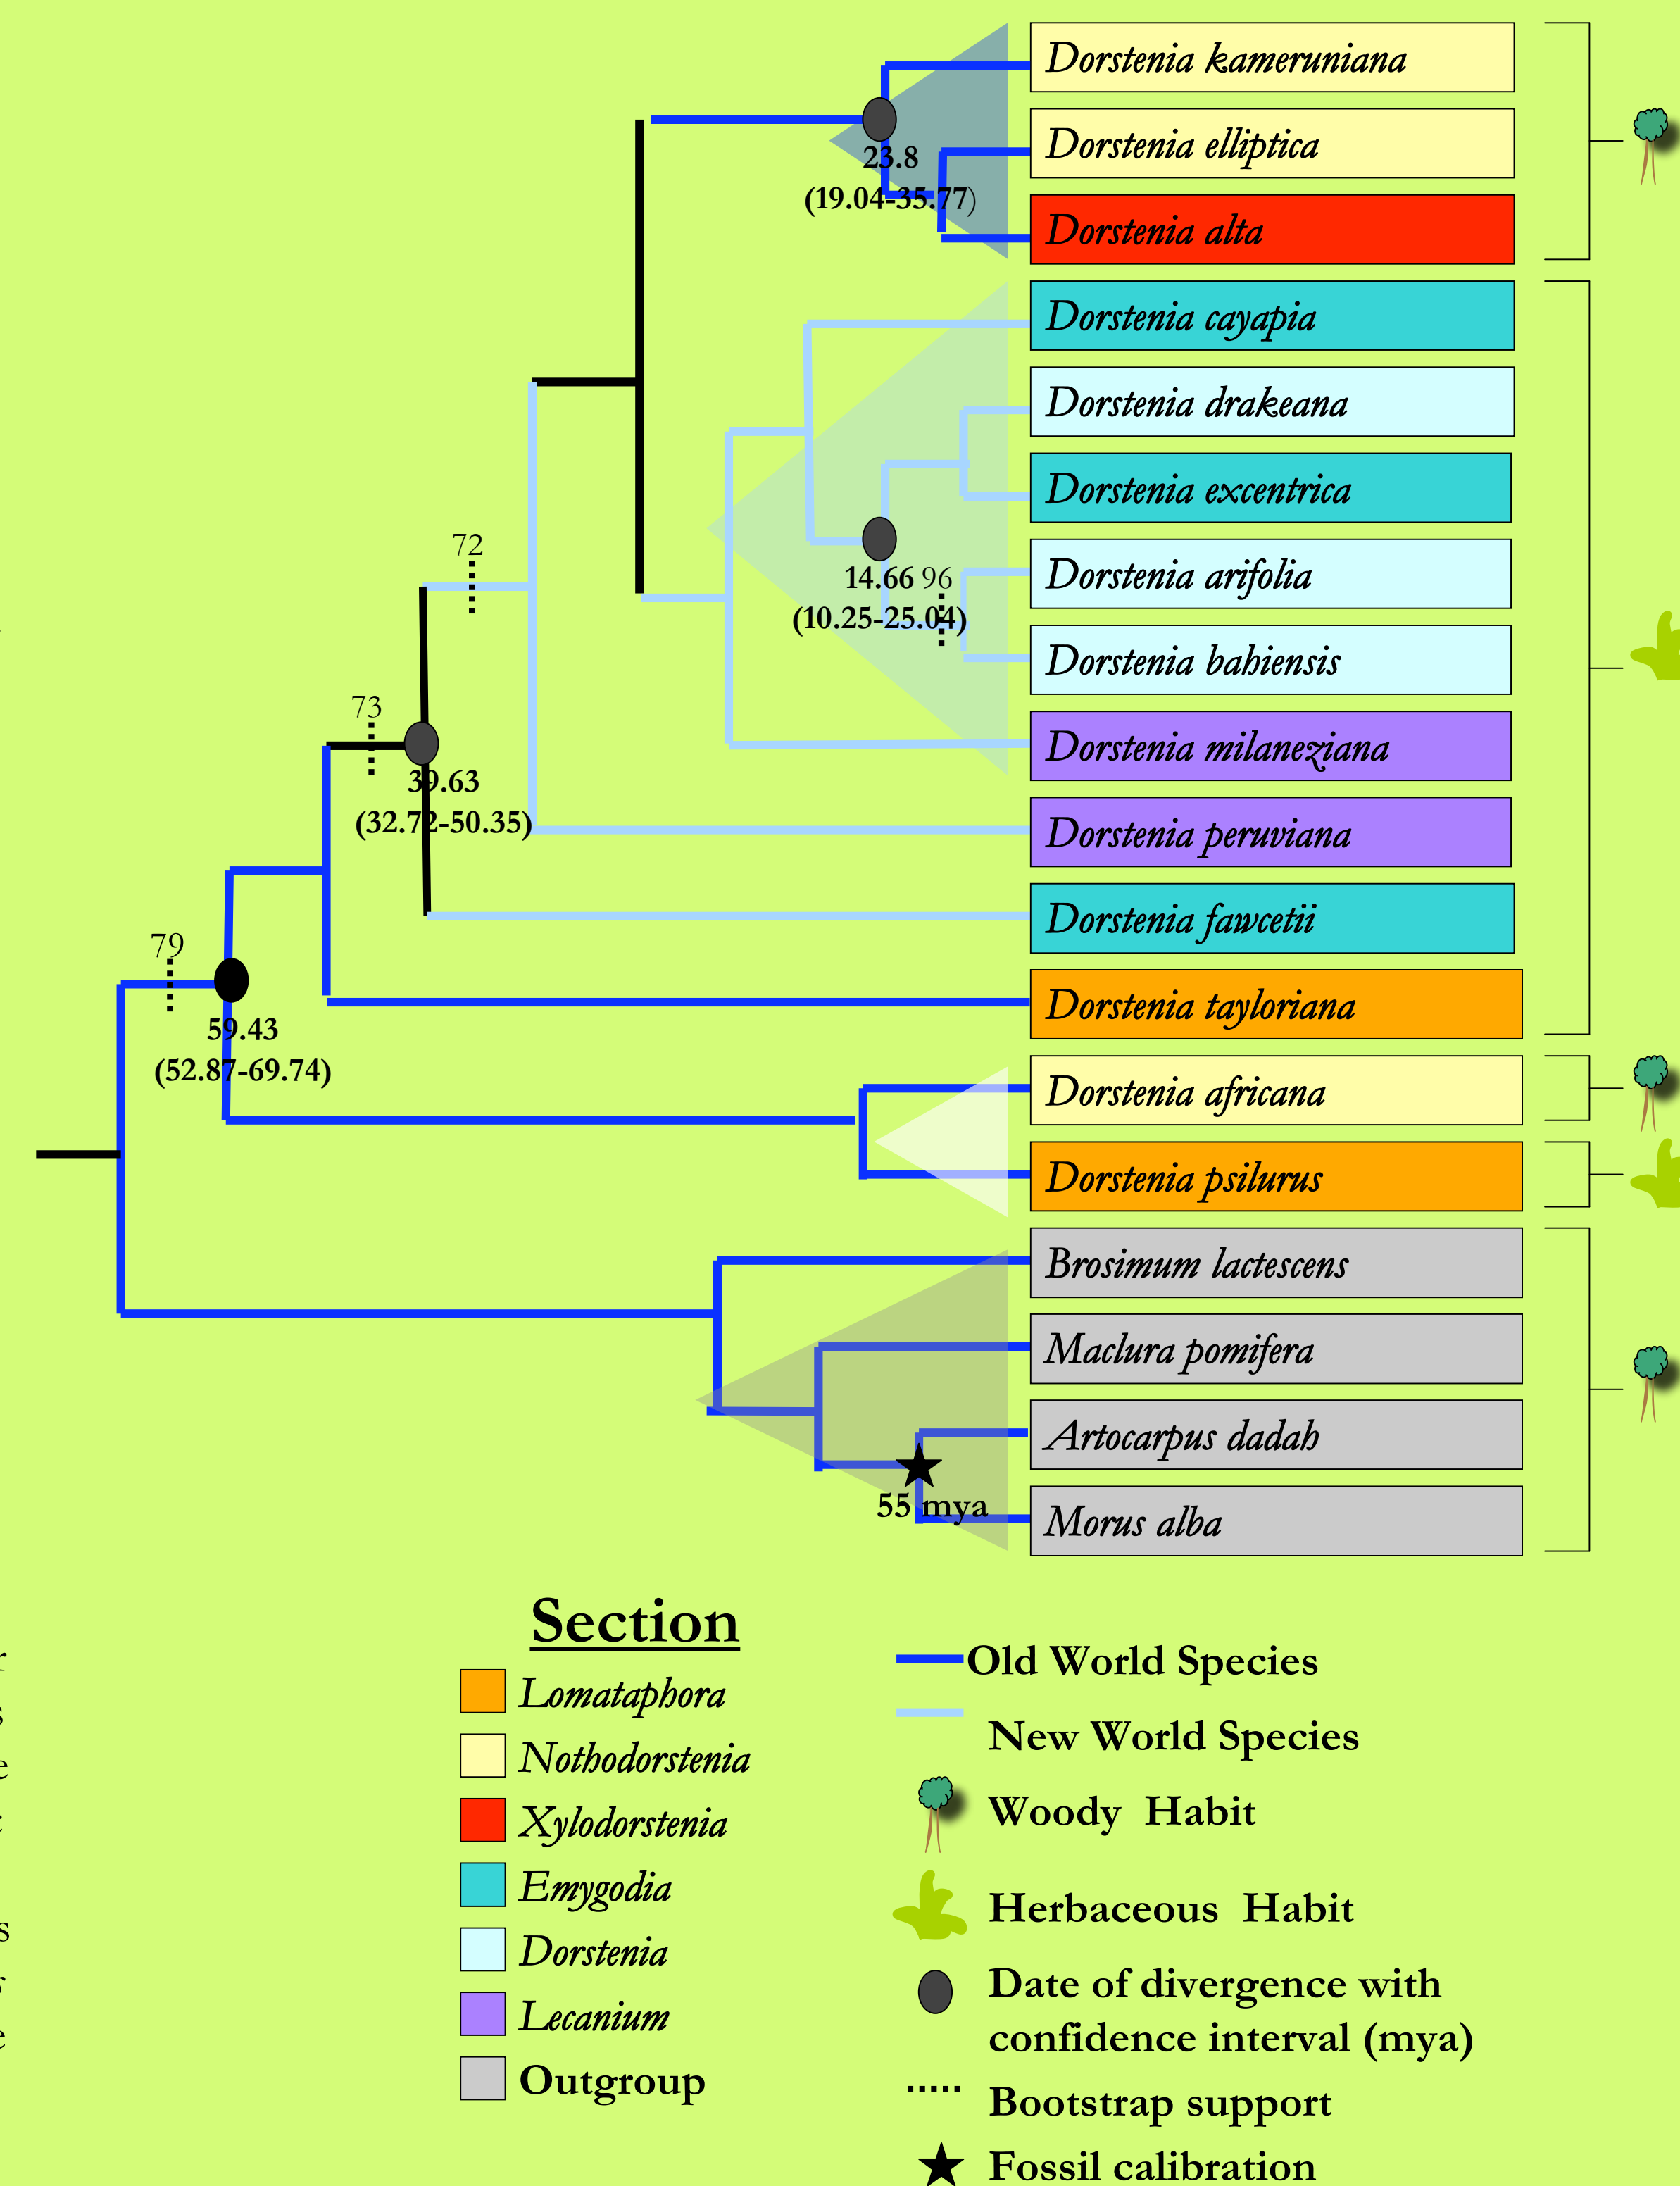 Dorstenia kameruniana
23.8
Dorstenia elliptica
(19.04-35.77)
Dorstenia alta
Dorstenia cayapia
Dorstenia drakeana
Dorstenia excentrica
72
14.66 96
Dorstenia arifolia
(10.25-25.04)
Dorstenia bahiensis
73
Dorstenia milaneziana
39.63
(32.72-50.35)
Dorstenia peruviana
Dorstenia fawcetii
79
Dorstenia tayloriana
59.43
(52.87-69.74)
Dorstenia africana
Dorstenia psilurus
Brosimum lactescens
Maclura pomifera
Artocarpus dadah
55 mya
Morus alba
Section
Lomataphora
Nothodorstenia
Xylodorstenia
Emygodia
Dorstenia
Lecanium
Outgroup
Old World Species
New World Species
Woody Habit
Herbaceous Habit
Date of divergence with
confidence interval (mya)
Bootstrap support
Fossil calibration